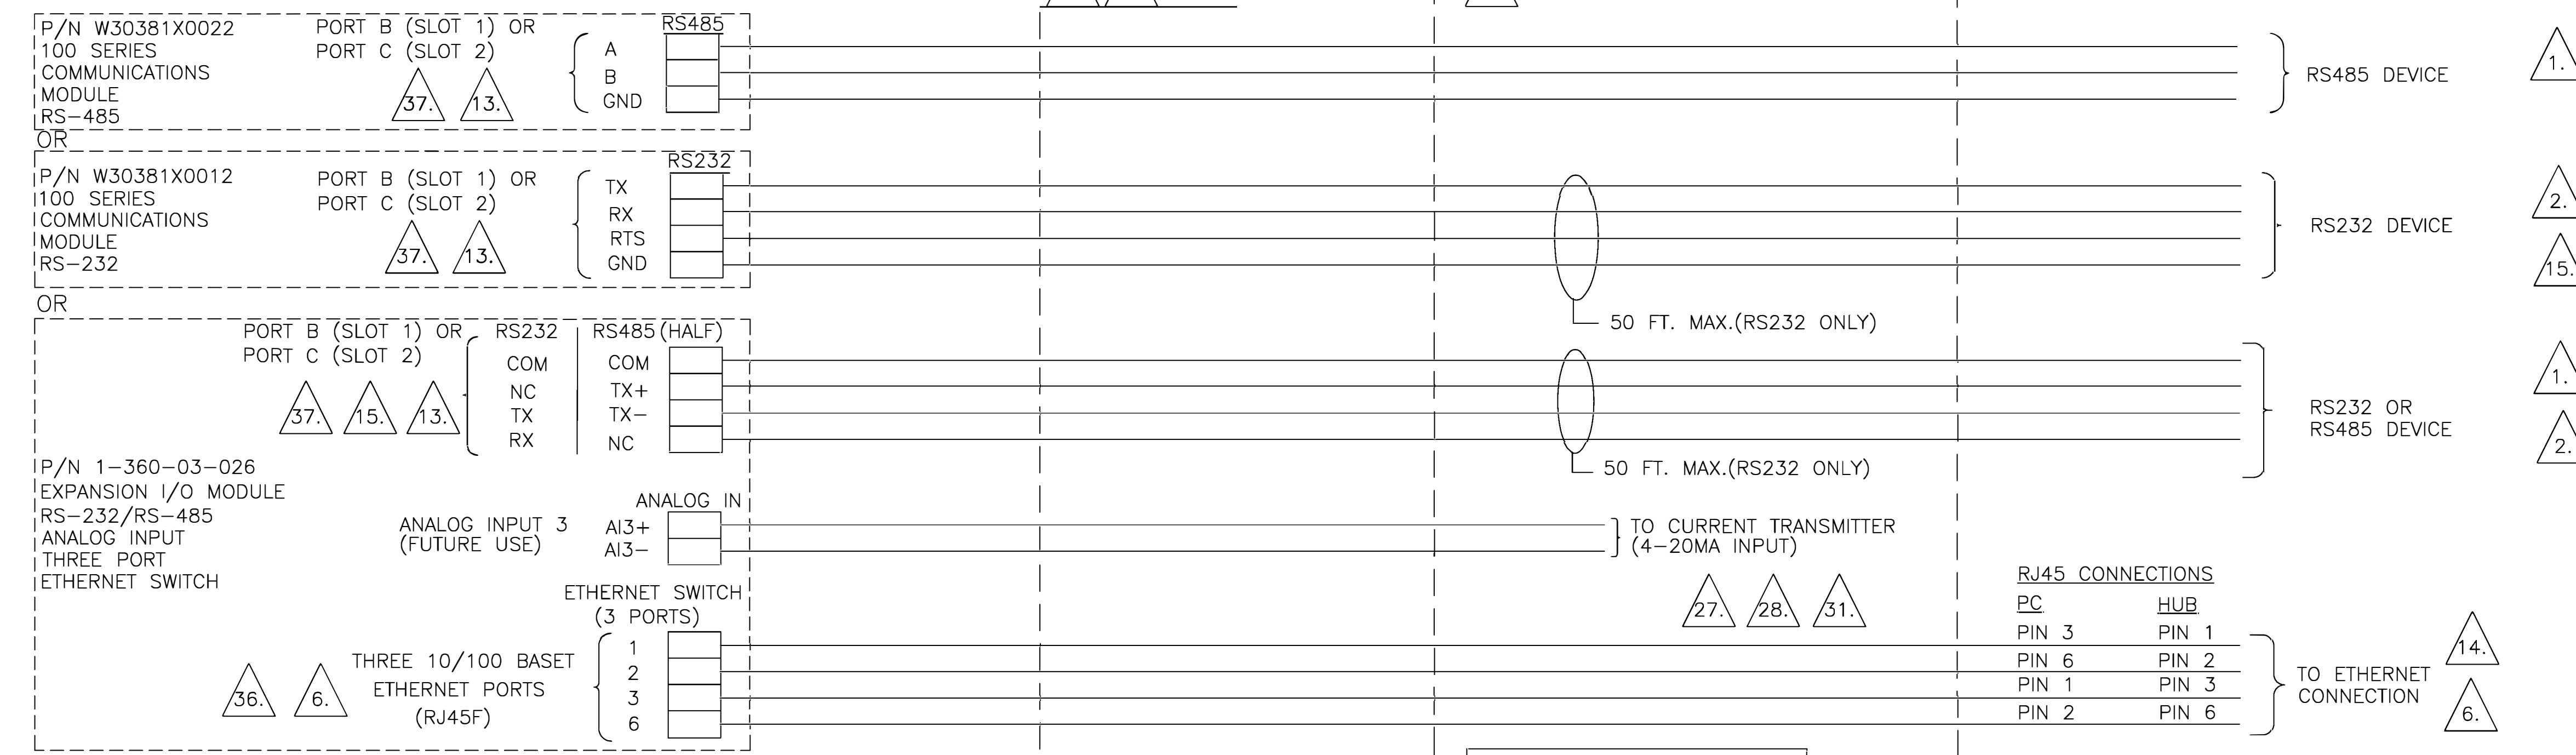 P/N W30381X0022
100 SERIES
COMMUNICATIONS
MODULE
RS-485
PORT B (SLOT 1) OR
PORT C (SLOT 2)
37. 13.
RS485
A
B
GND
RS485 DEVICE
1.
OR
P/N W30381X0012
100 SERIES
COMMUNICATIONS
MODULE
RS-232
PORT B (SLOT 1) OR
PORT C (SLOT 2)
37. 13.
RS232
TX
RX
RTS
GND
50 FT. MAX.(RS232 ONLY)
RS232 DEVICE
2.
15.
OR
PORT B (SLOT 1) OR
PORT C (SLOT 2)
37. 15. 13.
RS232
COM
NC
TX
RX
RS485(HALF)
COM
TX+
TX-
NC
50 FT. MAX.(RS232 ONLY)
RS232 OR
RS485 DEVICE
1.
2.
P/N 1-360-03-026
EXPANSION I/O MODULE
RS-232/RS-485
ANALOG INPUT
THREE PORT
ETHERNET SWITCH
ANALOG INPUT 3
(FUTURE USE)
ANALOG IN
AI3+
AI3-
TO CURRENT TRANSMITTER
(4-20MA INPUT)
27. 28. 31.
ETHERNET SWITCH
(3 PORTS)
36. 6.
THREE 10/100 BASET
ETHERNET PORTS
(RJ45F)
1
2
3
6
RJ45 CONNECTIONS
PC HUB
PIN 3 PIN 1
PIN 6 PIN 2
PIN 1 PIN 3
PIN 2 PIN 6
TO ETHERNET
CONNECTION
14.
6.